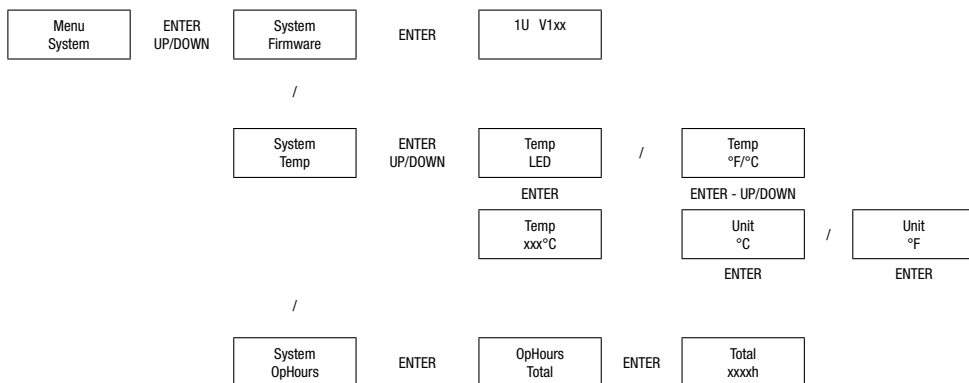 Menu
System
ENTER
UP/DOWN
System
Firmware
ENTER
1U V1xx
/
System
Temp
ENTER
UP/DOWN
Temp
LED
/
Temp
°F/°C
ENTER
ENTER - UP/DOWN
Temp
xxx°C
Unit
°C
/
Unit
°F
ENTER
ENTER
/
System
OpHours
ENTER
OpHours
Total
ENTER
Total
xxxxh